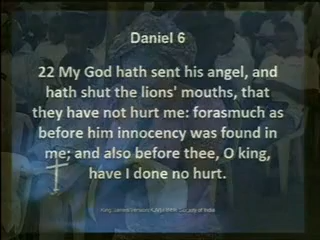 Daniel 6
22 My God hath sent his angel, and
hath shut the lions' mouths, that
they have not hurt me: forasmuch as
before him innocency was found in
me; and also before thee, O king,
have I done no hurt.